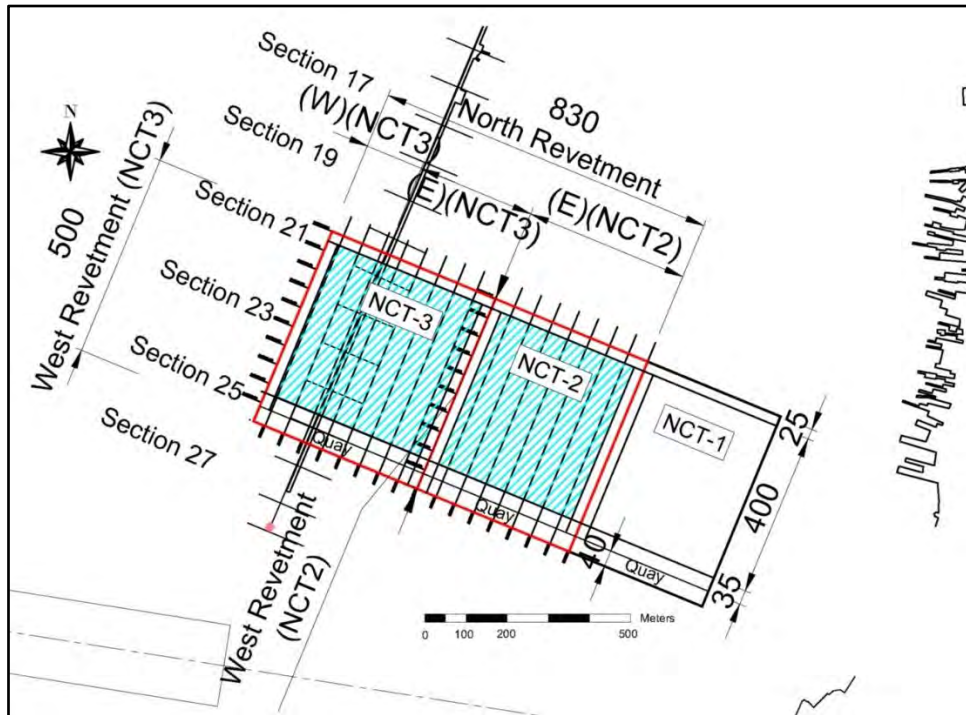 Section 17
(W)(NCT3)
Section 19
830
North Revetment
(E)(NCT3)
(E)(NCT2)
N
500
West Revetment (NCT3)
Section 21
Section 23
Section 25
Section 27
NCT-3
NCT-2
NCT-1
25
400
35
40
Quay
Quay
Quay
West Revetment
(NCT2)
Meters
0 100 200 500